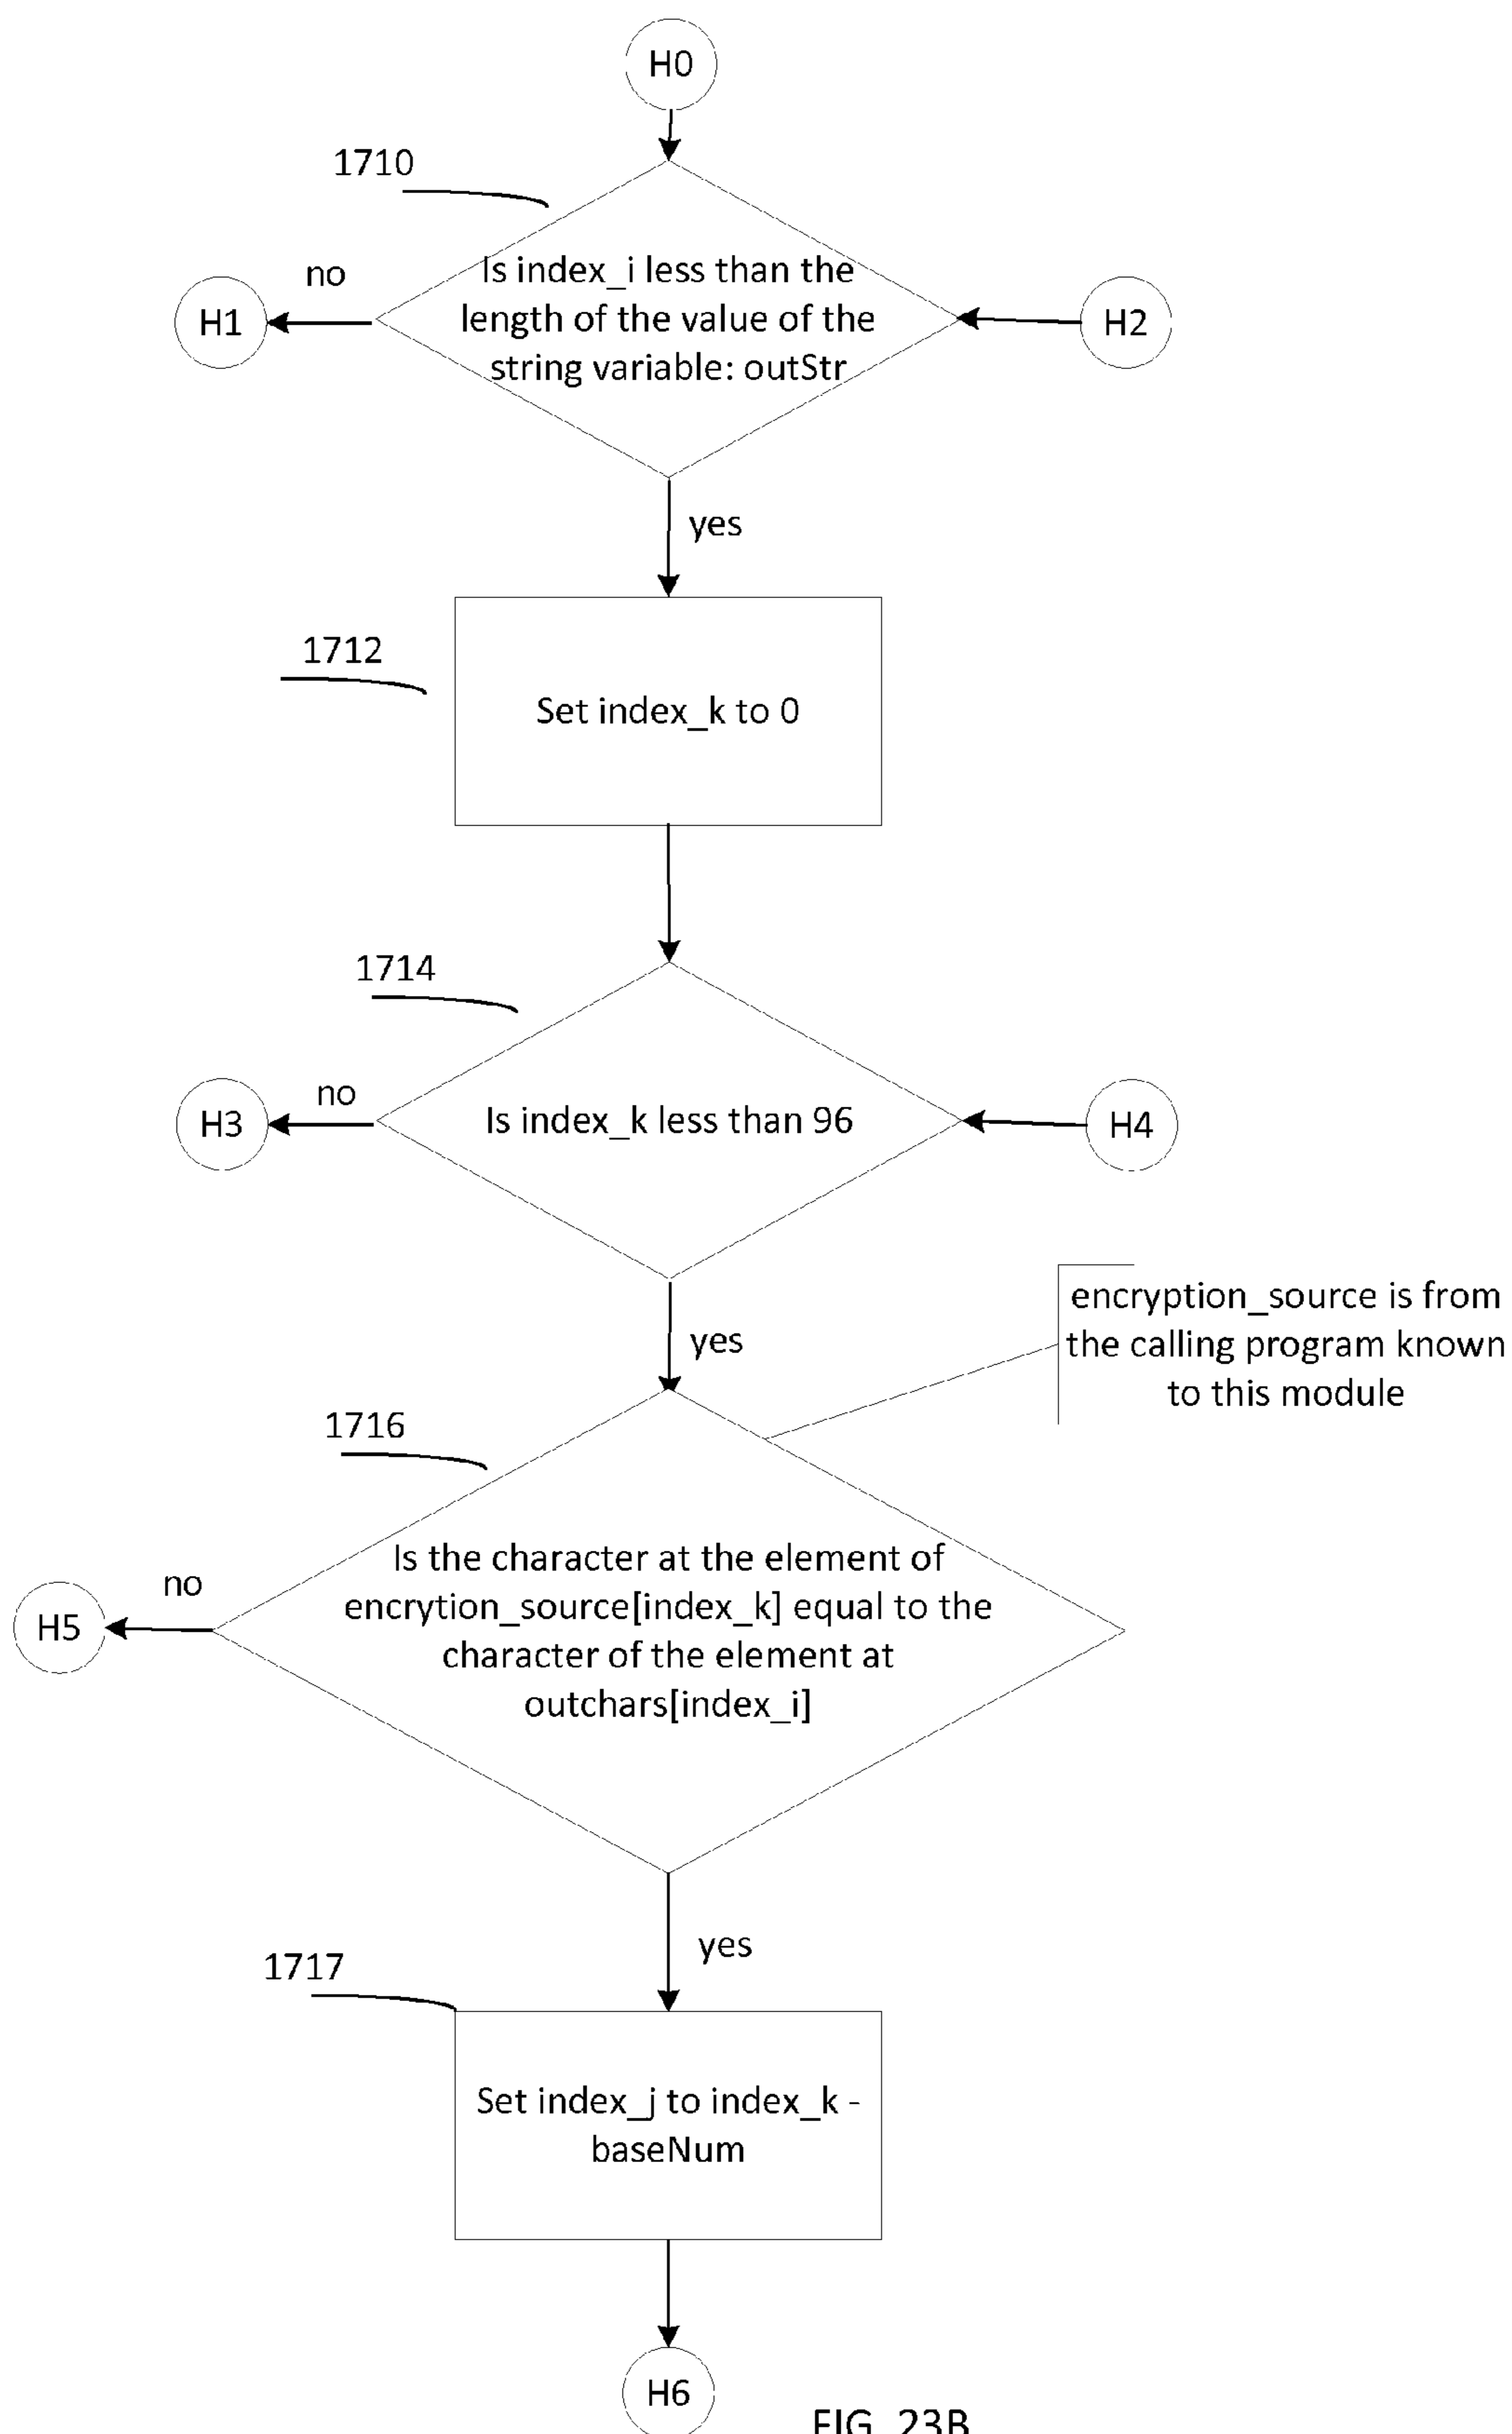 H0
1710
Is index_i less than the
length of the value of the
string variable: outStr
no
H1
H2
yes
1712
Set index_k to 0
1714
Is index_k less than 96
no
H3
H4
yes
encryption_source is from
the calling program known
to this module
1716
Is the character at the element of
encrytion_source[index_k] equal to the
character of the element at
outchars[index_i]
no
H5
yes
1717
Set index_j to index_k -
baseNum
H6
FIG. 23B